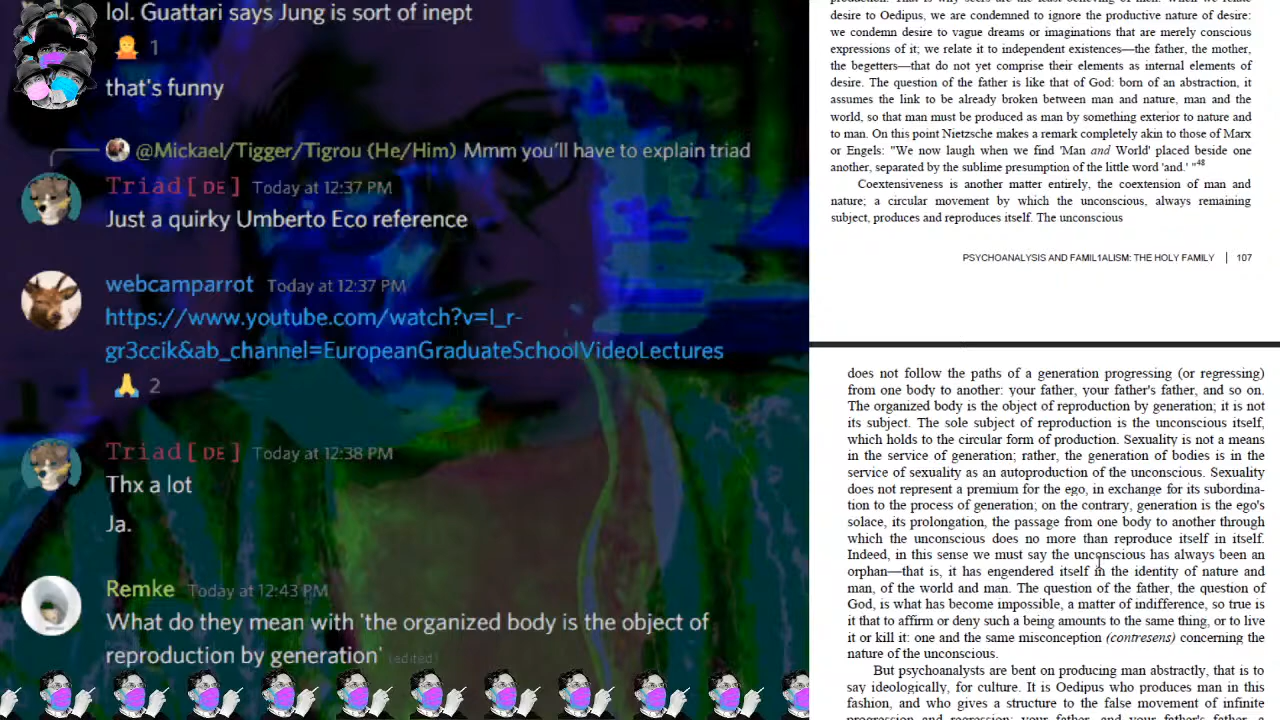 lol. Guattari says Jung is sort of inept
1
that's funny
@Mickael/Tigger/Tigrou (He/Him) Mmm you'll have to explain triad
Triad[DE] Today at 12:37 PM
Just a quirky Umberto Eco reference
webcamparrot Today at 12:37 PM
https://www.youtube.com/watch?v=I_r-
gr3ccik&ab_channel=EuropeanGraduateSchoolVideoLectures
2
Triad[DE] Today at 12:38 PM
Thx a lot
Ja.
Remke Today at 12:43 PM
What do they mean with 'the organized body is the object of
reproduction by generation' (edited)
desire to Oedipus, we are condemned to ignore the productive nature of desire:
we condemn desire to vague dreams or imaginations that are merely conscious
expressions of it; we relate it to independent existences—the father, the mother,
the begetters—that do not yet comprise their elements as internal elements of
desire. The question of the father is like that of God: born of an abstraction, it
assumes the link to be already broken between man and nature, man and the
world, so that man must be produced as man by something exterior to nature and
to man. On this point Nietzsche makes a remark completely akin to those of Marx
or Engels: "We now laugh when we find 'Man and World' placed beside one
another, separated by the sublime presumption of the little word 'and.' "48
Coextensiveness is another matter entirely, the coextension of man and
nature; a circular movement by which the unconscious, always remaining
subject, produces and reproduces itself. The unconscious
PSYCHOANALYSIS AND FAMIL1ALISM: THE HOLY FAMILY | 107
does not follow the paths of a generation progressing (or regressing)
from one body to another: your father, your father's father, and so on.
The organized body is the object of reproduction by generation; it is not
its subject. The sole subject of reproduction is the unconscious itself,
which holds to the circular form of production. Sexuality is not a means
in the service of generation; rather, the generation of bodies is in the
service of sexuality as an autoproduction of the unconscious. Sexuality
does not represent a premium for the ego, in exchange for its subordina-
tion to the process of generation; on the contrary, generation is the ego's
solace, its prolongation, the passage from one body to another through
which the unconscious does no more than reproduce itself in itself.
Indeed, in this sense we must say the unconscious has always been an
orphan—that is, it has engendered itself in the identity of nature and
man, of the world and man. The question of the father, the question of
God, is what has become impossible, a matter of indifference, so true is
it that to affirm or deny such a being amounts to the same thing, or to live
it or kill it: one and the same misconception (contresens) concerning the
nature of the unconscious.
But psychoanalysts are bent on producing man abstractly, that is to
say ideologically, for culture. It is Oedipus who produces man in this
fashion, and who gives a structure to the false movement of infinite